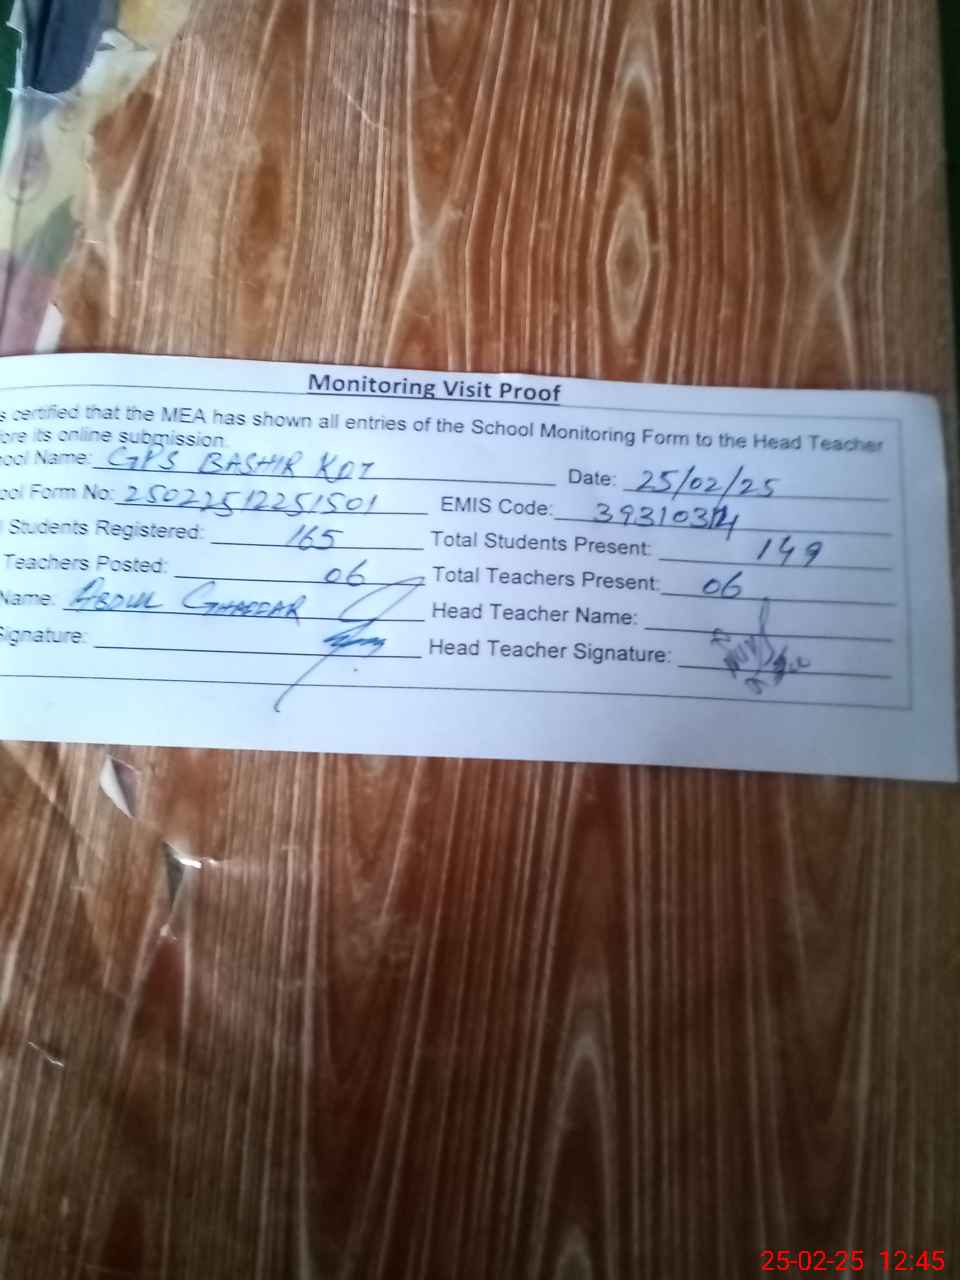 Monitoring Visit Proof
s certified that the MEA has shown all entries of the School Monitoring Form to the Head Teacher
ore its online submission.
ool Name: GPS BASHIR KOT Date: 25/02/25
ool Form No: 25022512251501 EMIS Code: 39310314
Students Registered: 165 Total Students Present: 149
Teachers Posted: 06 Total Teachers Present: 06
Name: ABDUL GHAFFAR Head Teacher Name:
Signature: Head Teacher Signature:
25-02-25 12:45